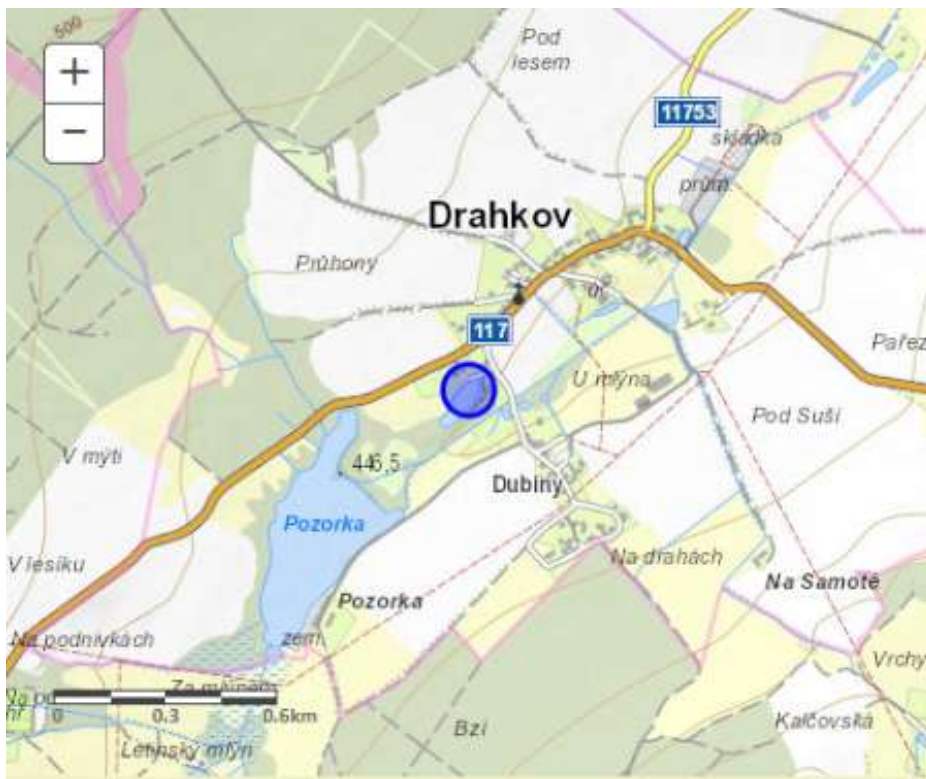 500
+
−
Pod
lesem
11753
skládka
prům.
Drahkov
Průhony
117
Pařez
U mlýna
Pod Suší
V mýti
446,5
Dubiny
Pozorka
V lesíku
Na drahách
Na Samotě
Pozorka
Na podnivkách
zem.
Vrchy
Za mlýnem
0 0.3 0.6km
Kalčovská
Bzí
Letinský mlýn